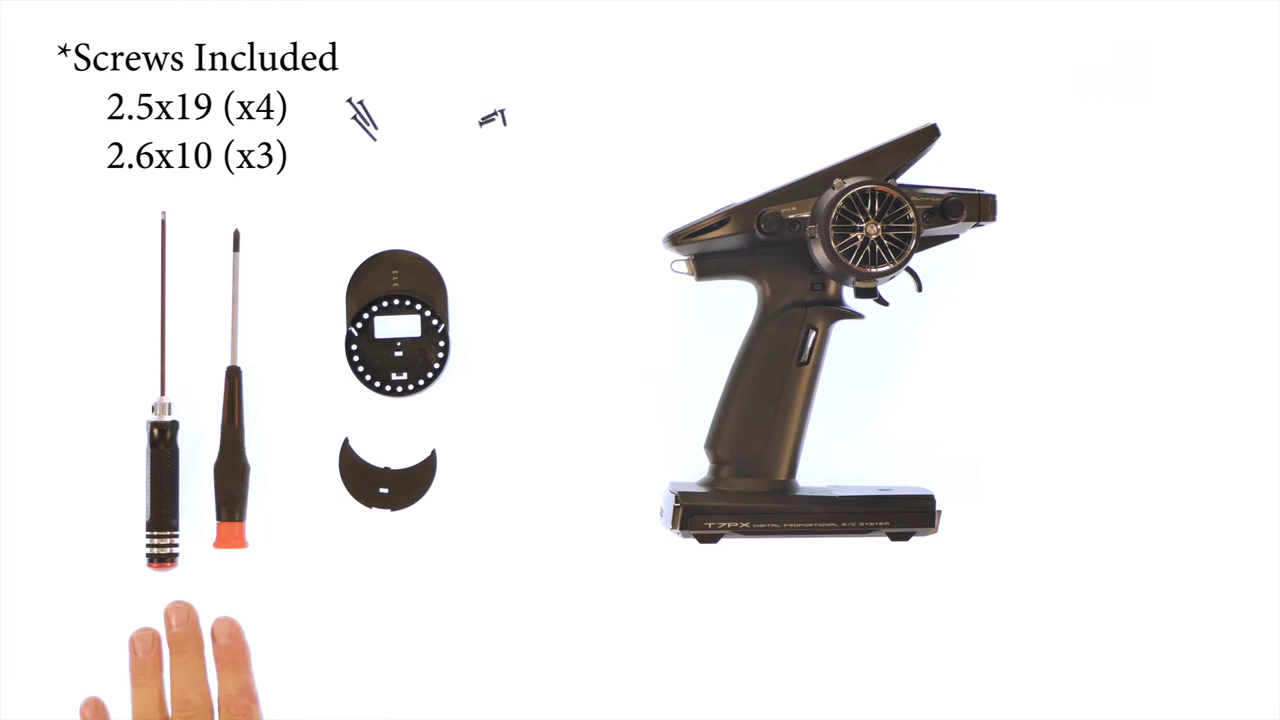 *Screws Included
2.5x19 (x4)
2.6x10 (x3)
T7PX DIGITAL PROPORTIONAL R/C SYSTEM